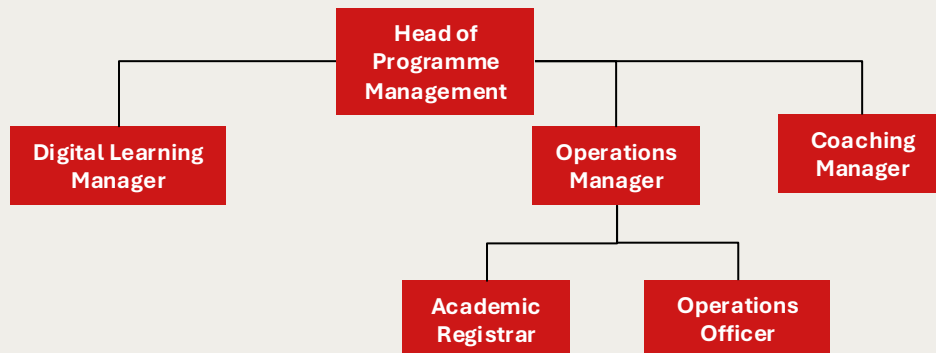 Head of
Programme
Management
Digital Learning
Manager
Operations
Manager
Coaching
Manager
Academic
Registrar
Operations
Officer